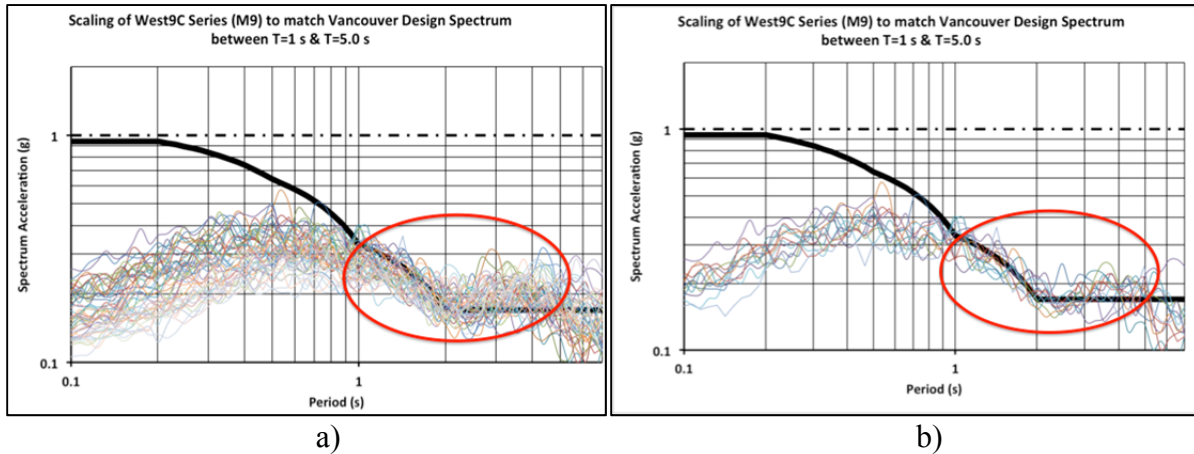 Scaling of West9C Series (M9) to match Vancouver Design Spectrum
between T=1 s & T=5.0 s
Spectrum Acceleration (g)
1
0.1
0.1
1
Period (s)
a)
Scaling of West9C Series (M9) to match Vancouver Design Spectrum
between T=1 s & T=5.0 s
Spectrum Acceleration (g)
1
0.1
0.1
1
Period (s)
b)